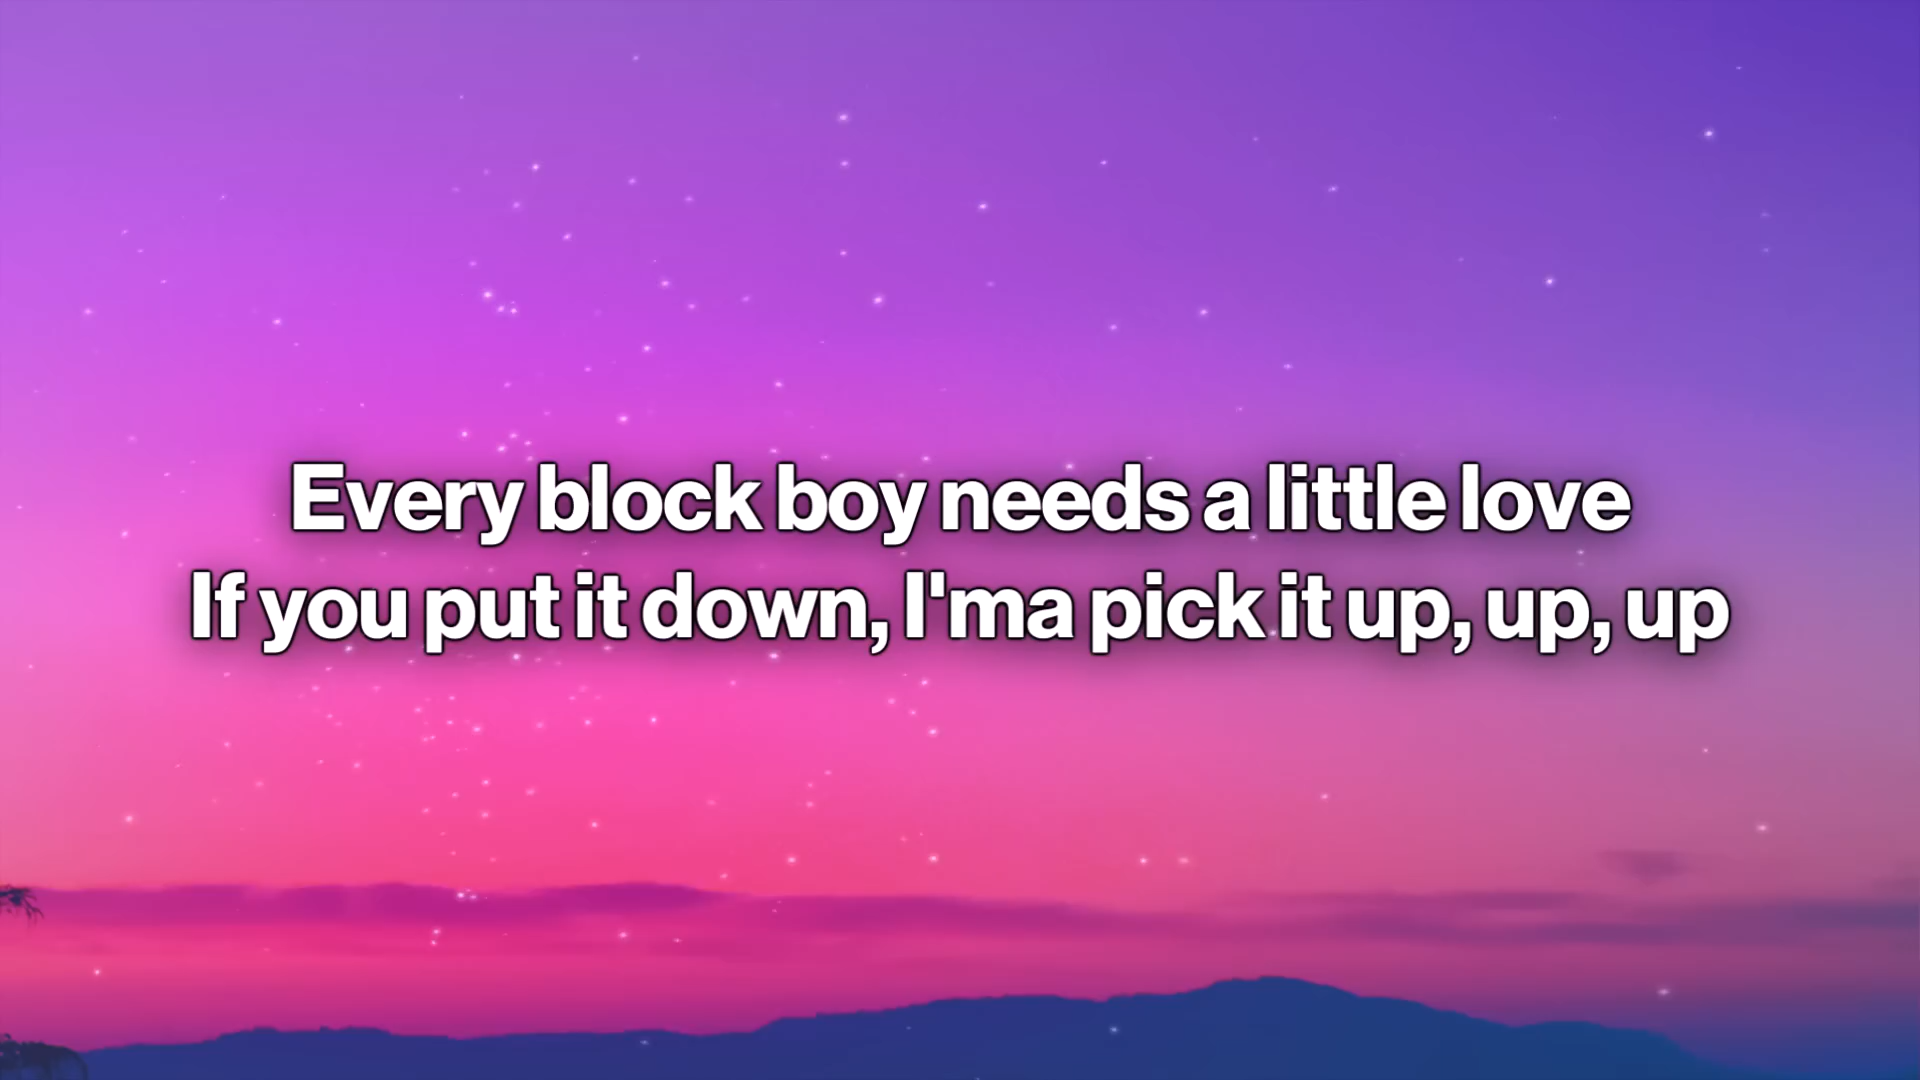 Every block boy needs a little love
If you put it down, I'ma pick it up, up, up